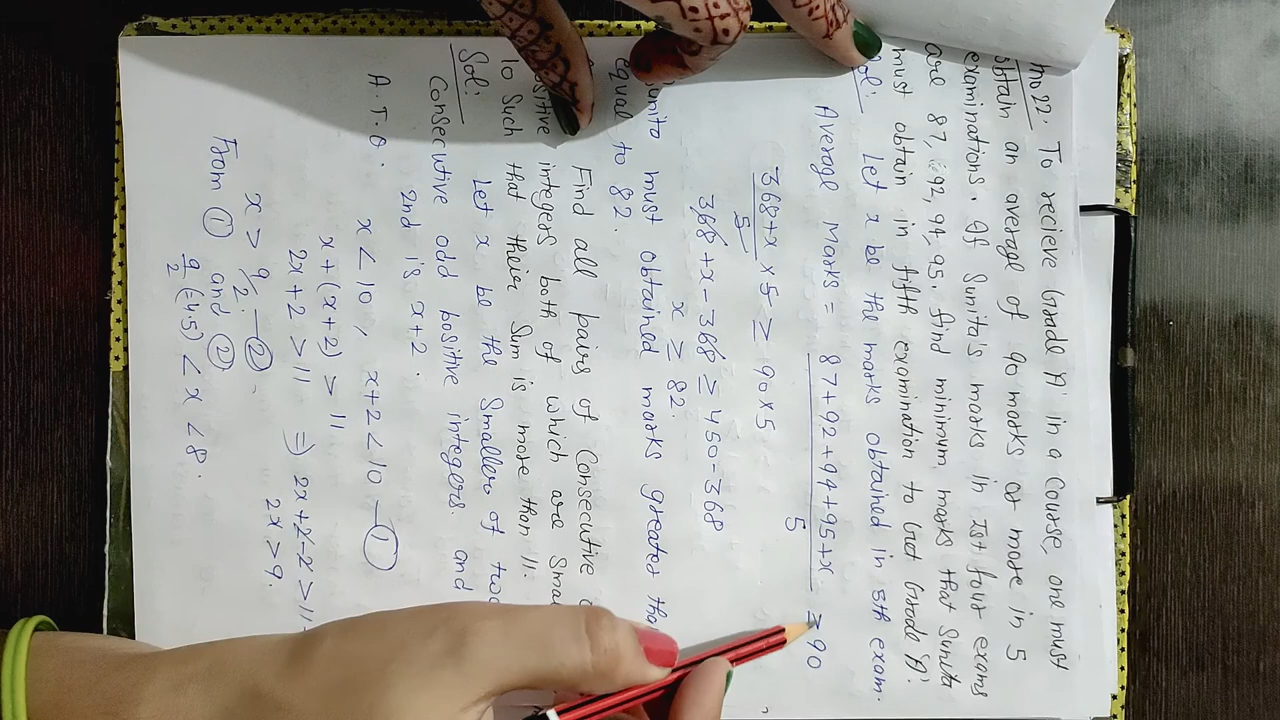 no 22. To recieve Grade 'A' in a Course, one must
obtain an average of 90 marks or more in 5
examinations. If Sunita's marks in Ist four exams
are 87, 92, 94, 95. find minimum marks that Sunita
must obtain in fifth examination to get Grade 'A'.
Sol: Let x be the marks obtained in 5th exam.
Average Marks = 87+92+94+95+x / 5 ≥ 90
368+x / 5 × 5 ≥ 90×5
368+x-368 ≥ 450-368
x ≥ 82.
Sunita must obtained marks greater tha
equal to 82.
Find all pairs of Consecutive
sitive integers both of which are Sma
10 Such that their Sum is more than 11.
Sol: Let x be the Smaller of two
Consecutive odd positive integers. and
2nd is x+2.
A.T.Q. x<10, x+2<10 —①
x+(x+2) > 11
2x+2 > 11 ⇒ 2x+2-2 > 11-
2x > 9.
x > 9/2 —②
From ① and ②
9/2 (=4.5) < x < 8.